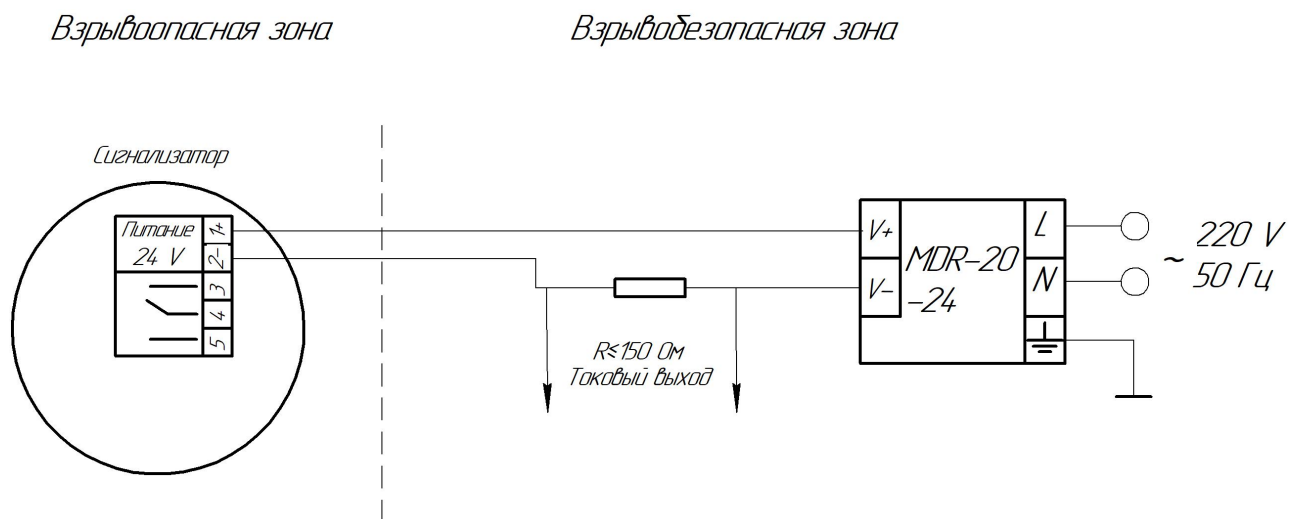 Взрывоопасная зона
Взрывобезопасная зона
Сигнализатор
Питание
24 V
1+
2-
3
4
5
R≤150 Ом
Токовый выход
V+
V-
MDR-20
-24
L
N
~ 220 V
50 Гц